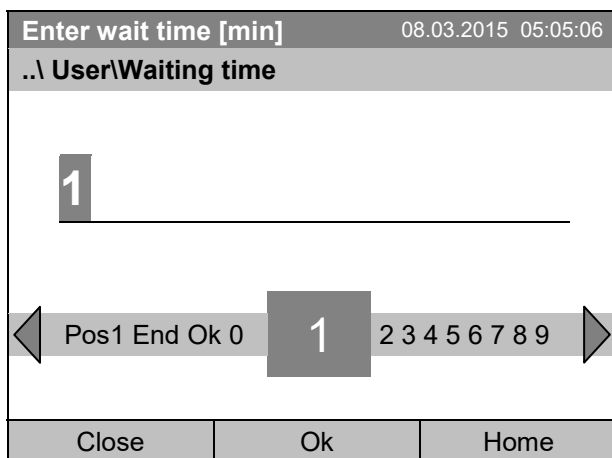 Enter wait time [min] 08.03.2015 05:05:06
..\ User\Waiting time
1
Pos1 End Ok 0 1 2 3 4 5 6 7 8 9
Close Ok Home